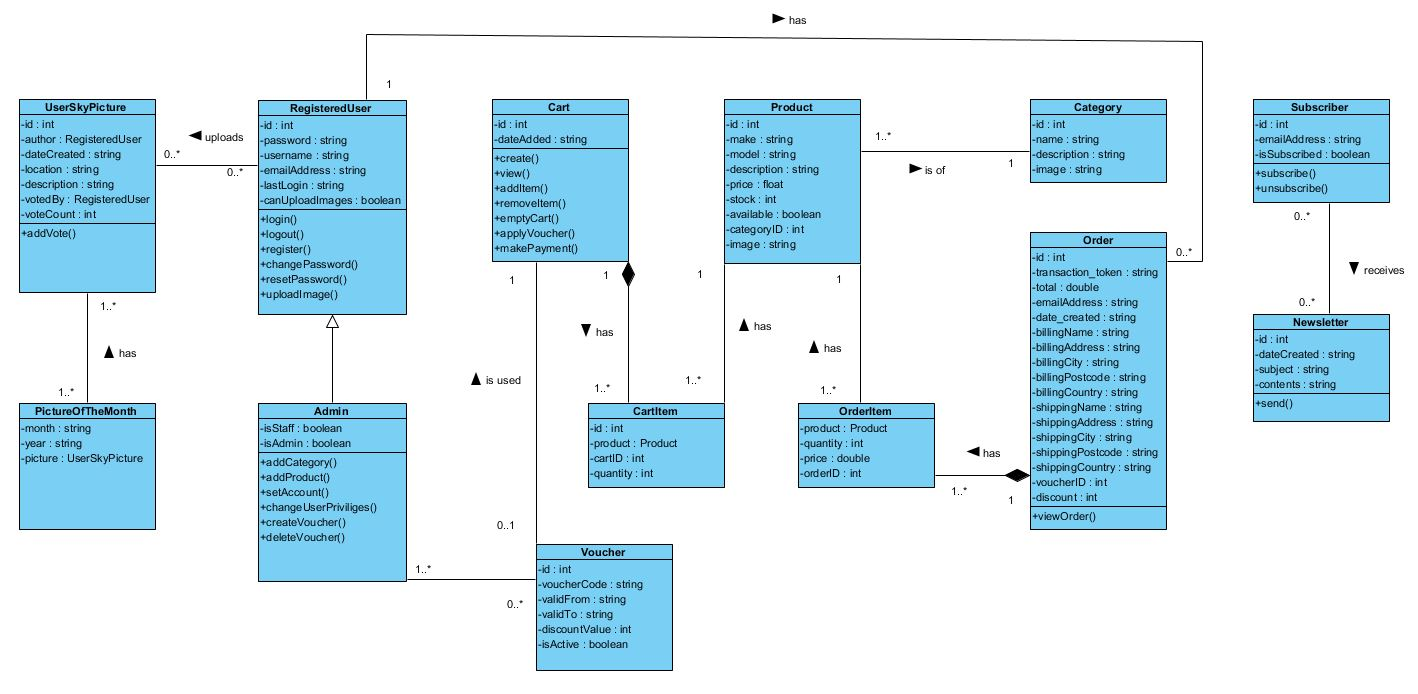 has
1
UserSkyPicture
-id : int
-author : RegisteredUser
-dateCreated : string
-location : string
-description : string
-votedBy : RegisteredUser
-voteCount : int
+addVote()
uploads
0..*
0..*
RegisteredUser
-id : int
-password : string
-username : string
-emailAddress : string
-lastLogin : string
-canUploadImages : boolean
+login()
+logout()
+register()
+changePassword()
+resetPassword()
+uploadImage()
Cart
-id : int
-dateAdded : string
+create()
+view()
+addItem()
+removeItem()
+emptyCart()
+applyVoucher()
+makePayment()
Product
-id : int
-make : string
-model : string
-description : string
-price : float
-stock : int
-available : boolean
-categoryID : int
-image : string
1..*
is of
1
Category
-id : int
-name : string
-description : string
-image : string
Subscriber
-id : int
-emailAddress : string
-isSubscribed : boolean
+subscribe()
+unsubscribe()
0..*
receives
0..*
Newsletter
-id : int
-dateCreated : string
-subject : string
-contents : string
+send()
Order
-id : int
-transaction_token : string
-total : double
-emailAddress : string
-date_created : string
-billingName : string
-billingAddress : string
-billingCity : string
-billingPostcode : string
-billingCountry : string
-shippingName : string
-shippingAddress : string
-shippingCity : string
-shippingPostcode : string
-shippingCountry : string
-voucherID : int
-discount : int
+viewOrder()
0..*
1..*
has
1..*
PictureOfTheMonth
-month : string
-year : string
-picture : UserSkyPicture
Admin
-isStaff : boolean
-isAdmin : boolean
+addCategory()
+addProduct()
+setAccount()
+changeUserPriviliges()
+createVoucher()
+deleteVoucher()
1
is used
0..1
1
has
1..*
CartItem
-id : int
-product : Product
-cartID : int
-quantity : int
1
has
1..*
1
has
1..*
OrderItem
-product : Product
-quantity : int
-price : double
-orderID : int
has
1..*
1
1..*
0..*
Voucher
-id : int
-voucherCode : string
-validFrom : string
-validTo : string
-discountValue : int
-isActive : boolean